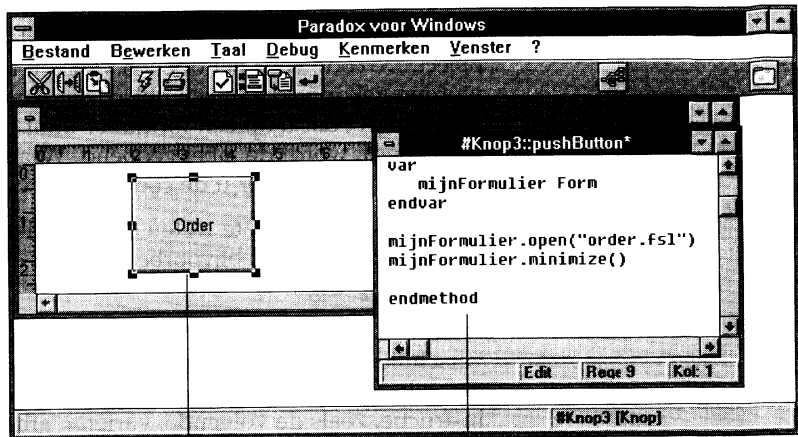 Paradox voor Windows
Bestand Bewerken Taal Debug Kenmerken Venster ?
#Knop3::pushButton*
var
mijnFormulier Form
endvar
mijnFormulier.open("order.fsl")
mijnFormulier.minimize()
endmethod
Order
Edit Rege 9 Kol: 1
#Knop3 [Knop]